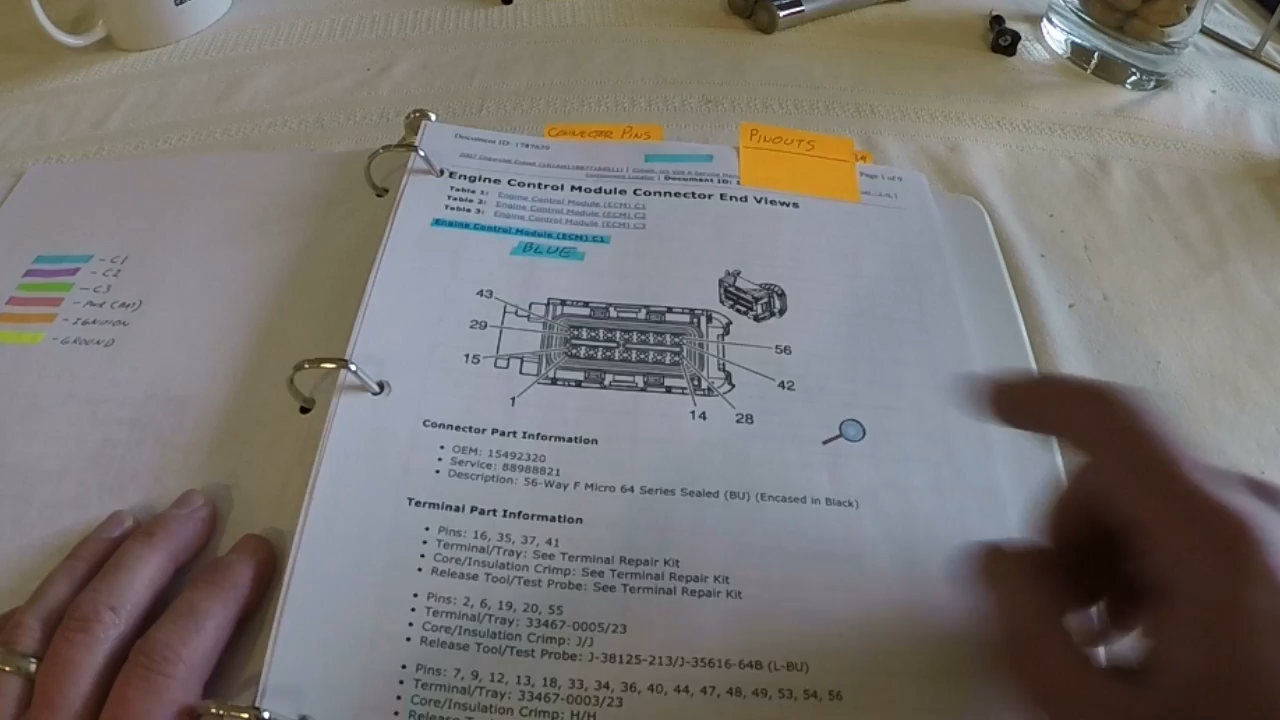 - C1
- C2
- C3
- PWR (BAT)
- IGNITION
- GROUND
CONNECTOR PINS
PINOUTS
Document ID: 1787620
Page 1 of 9
Document ID:
Engine Control Module Connector End Views
Table 1: Engine Control Module (ECM) C1
Table 2: Engine Control Module (ECM) C2
Table 3: Engine Control Module (ECM) C3
Engine Control Module (ECM) C1
BLUE
43
29
15
1
56
42
14
28
Connector Part Information
• OEM: 15492320
• Service: 88988821
• Description: 56-Way F Micro 64 Series Sealed (BU) (Encased in Black)
Terminal Part Information
• Pins: 16, 35, 37, 41
• Terminal/Tray: See Terminal Repair Kit
• Core/Insulation Crimp: See Terminal Repair Kit
• Release Tool/Test Probe: See Terminal Repair Kit
• Pins: 2, 6, 19, 20, 55
• Terminal/Tray: 33467-0005/23
• Core/Insulation Crimp: J/J
• Release Tool/Test Probe: J-38125-213/J-35616-64B (L-BU)
• Pins: 7, 9, 12, 13, 18, 33, 34, 36, 40, 44, 47, 48, 49, 53, 54, 56
• Terminal/Tray: 33467-0003/23
• Core/Insulation Crimp: H/H